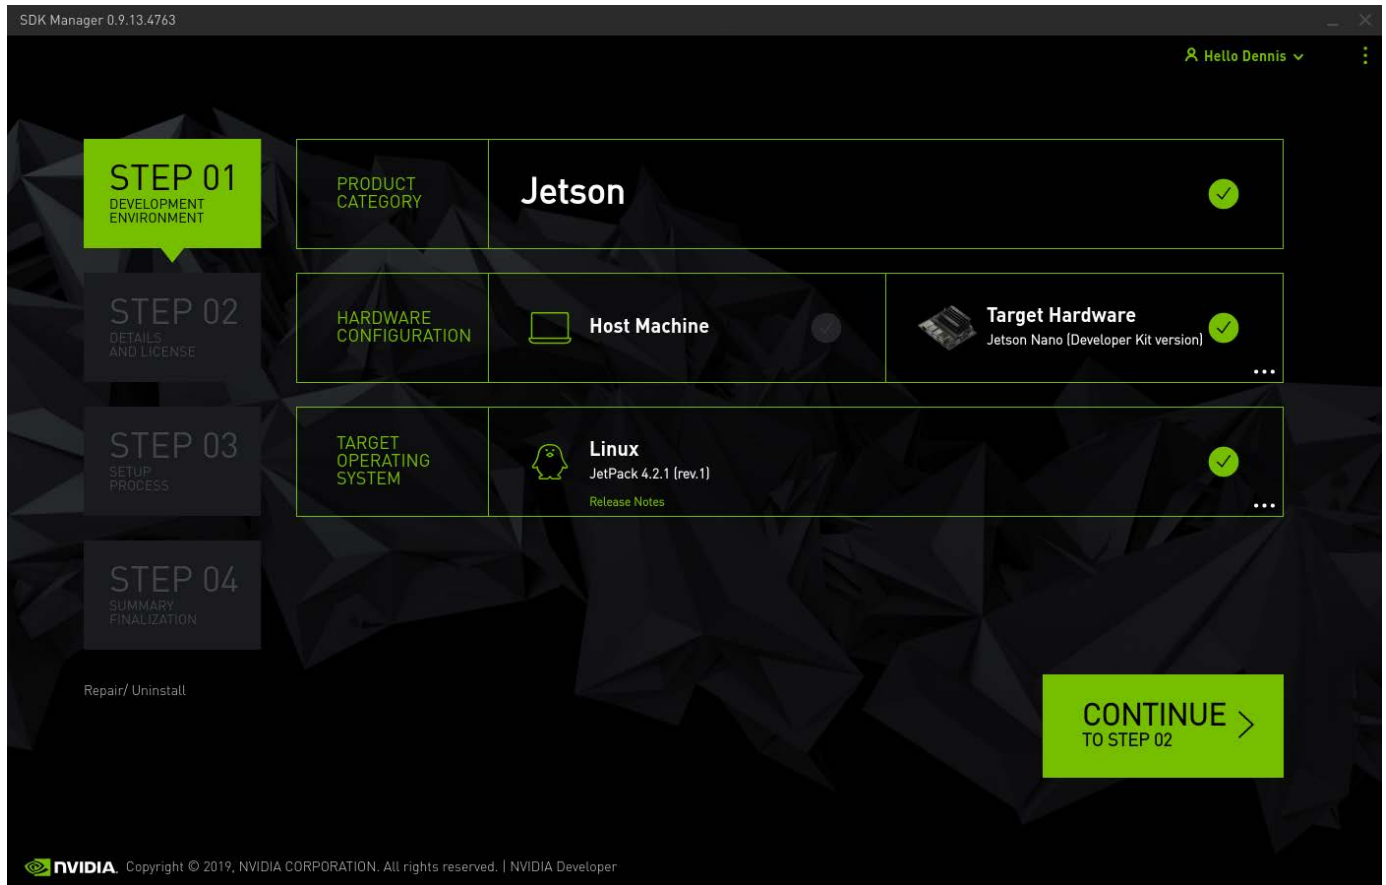 SDK Manager 0.9.13.4763
Hello Dennis
STEP 01
DEVELOPMENT
ENVIRONMENT
PRODUCT
CATEGORY
Jetson
STEP 02
DETAILS
AND LICENSE
HARDWARE
CONFIGURATION
Host Machine
Target Hardware
Jetson Nano (Developer Kit version)
...
STEP 03
SETUP
PROCESS
TARGET
OPERATING
SYSTEM
Linux
JetPack 4.2.1 (rev.1)
Release Notes
...
STEP 04
SUMMARY
FINALIZATION
Repair/ Uninstall
CONTINUE
TO STEP 02
NVIDIA. Copyright © 2019, NVIDIA CORPORATION. All rights reserved. | NVIDIA Developer